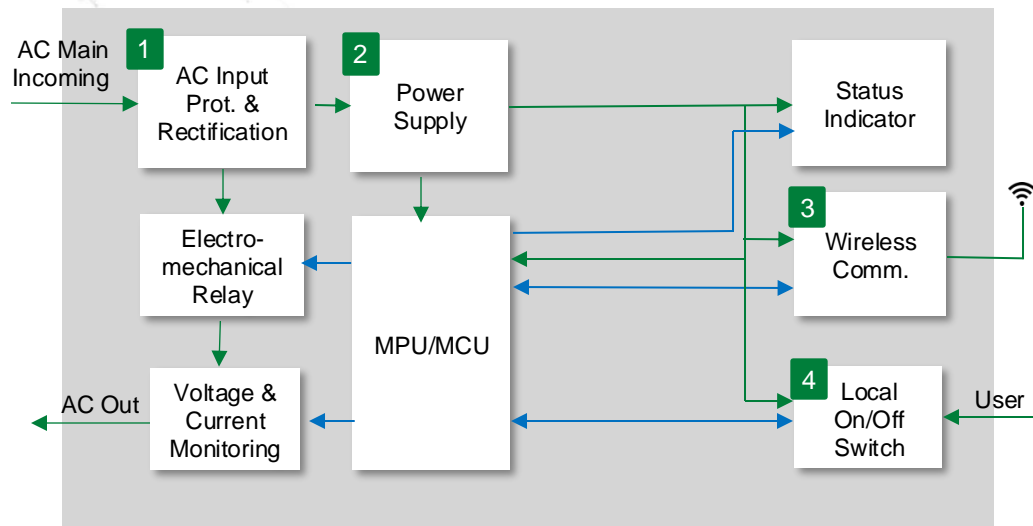 AC Main
Incoming
1
AC Input
Prot. &
Rectification
2
Power
Supply
Status
Indicator
3
Wireless
Comm.
Electro-
mechanical
Relay
MPU/MCU
AC Out
Voltage &
Current
Monitoring
4
Local
On/Off
Switch
User